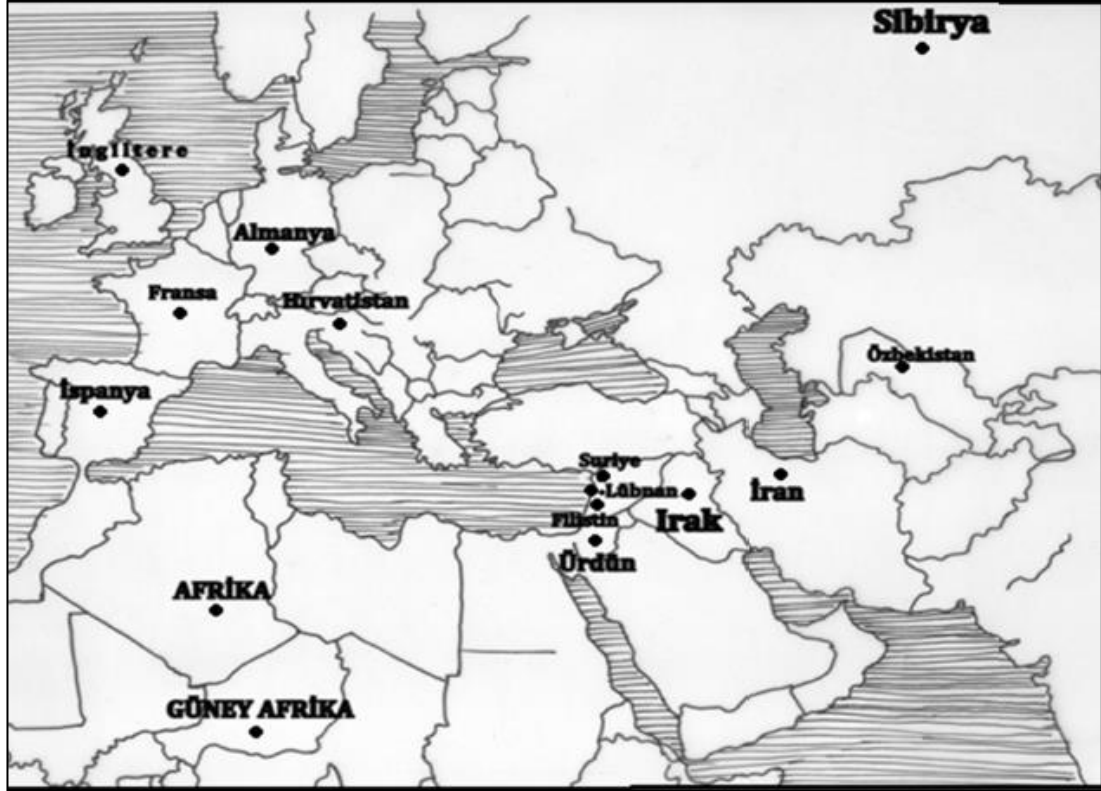 Sibirya
İngiltere
Almanya
Fransa
Hırvatistan
Özbekistan
İspanya
Suriye
Lübnan
İran
Filistin
Irak
Ürdün
AFRİKA
GÜNEY AFRİKA